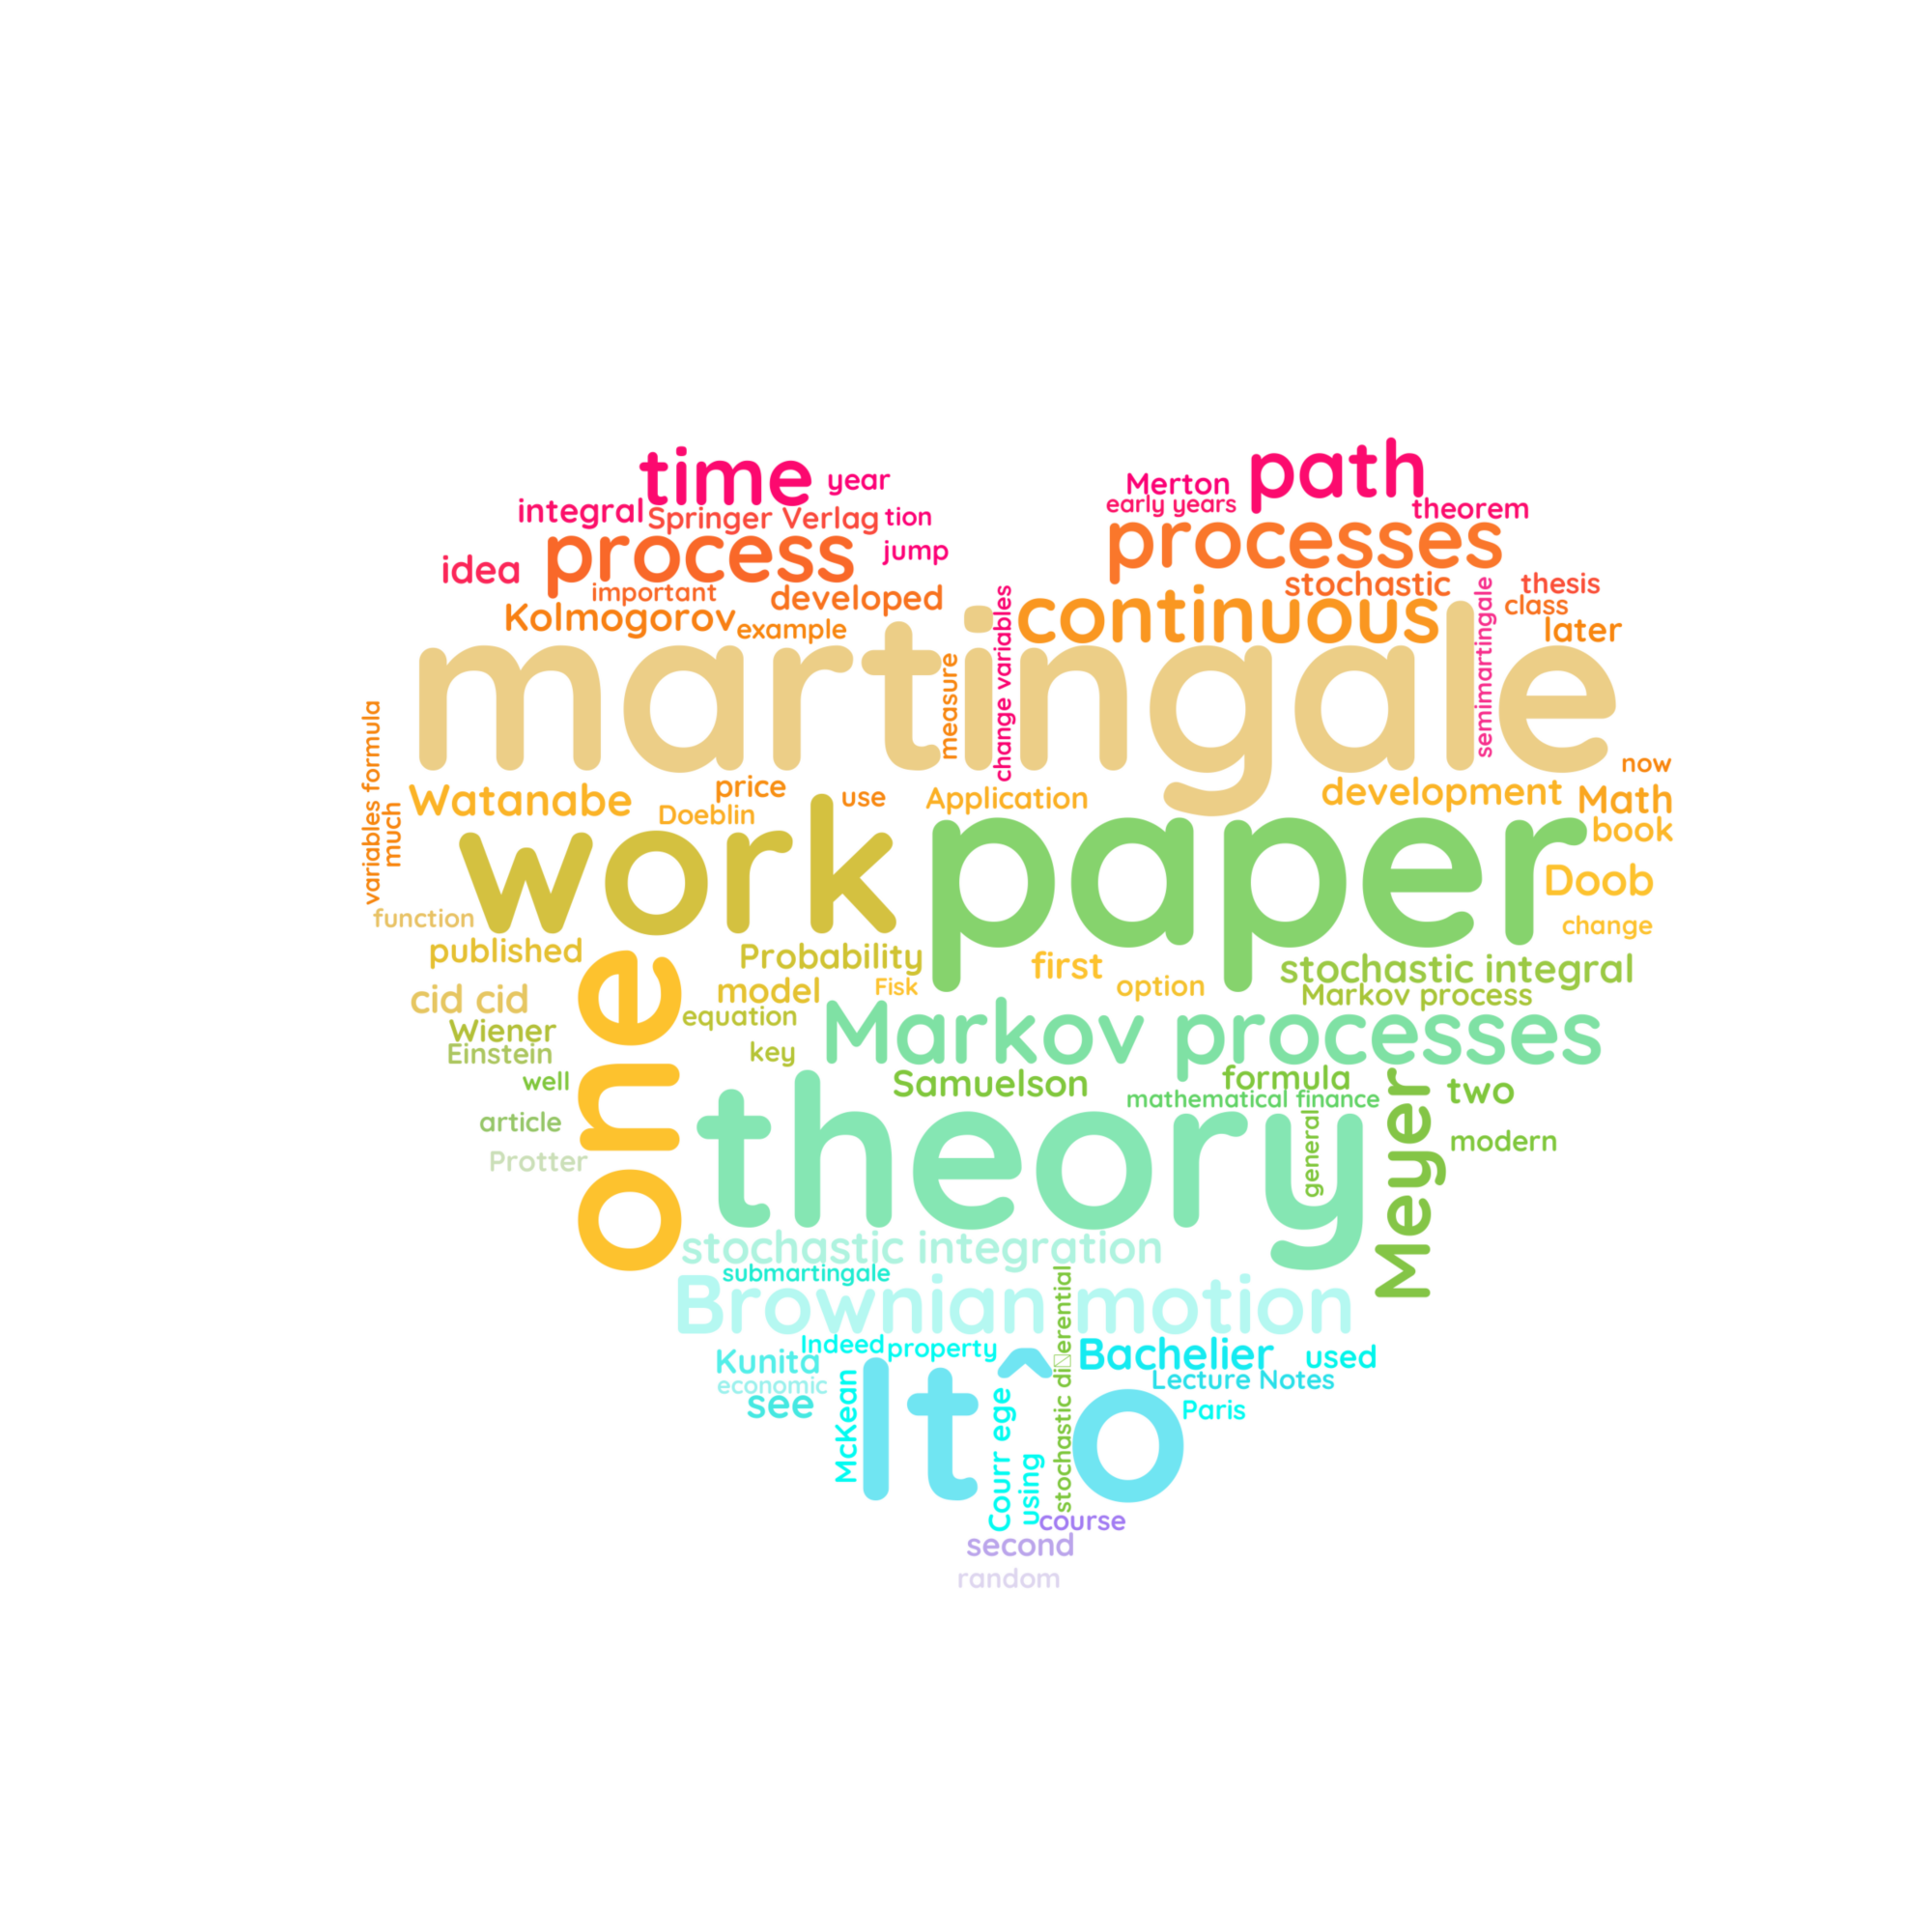 time
year
path
Merton
early years
theorem
integral
Springer Verlag
tion
process
processes
jump
idea
important
developed
stochastic
thesis
class
Kolmogorov
example
continuous
later
martingale
measure
change variables
semimartingale
variables formula
much
now
Watanabe
price
Doeblin
use
Application
development
Math
book
work
paper
Doob
function
change
published
Probability
first
stochastic integral
one
cid cid
model
Fisk
option
Markov process
Wiener
equation
Markov processes
Einstein
key
well
Samuelson
formula
two
mathematical finance
article
theory
general
Meyer
modern
Protter
stochastic integration
submartingale
Brownian motion
Indeed
property
Bachelier
used
Kunita
economic
Lecture Notes
see
McKean
It ^ o
Courr ege
using
stochastic di￾erential
Paris
course
second
random